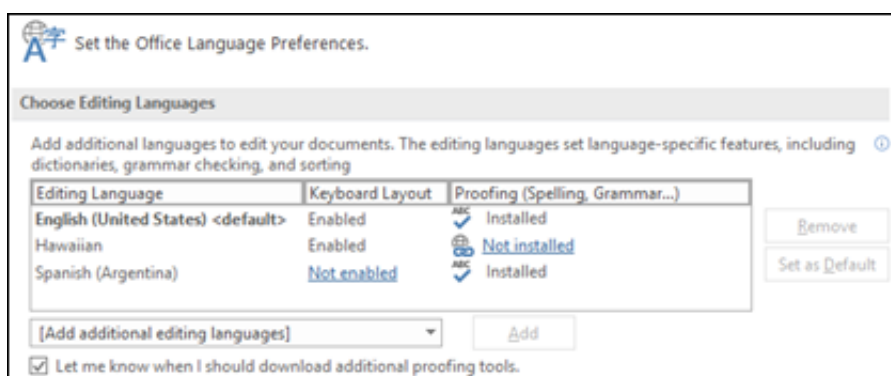 Set the Office Language Preferences.
Choose Editing Languages
Add additional languages to edit your documents. The editing languages set language-specific features, including
dictionaries, grammar checking, and sorting
Editing Language Keyboard Layout Proofing (Spelling, Grammar...)
English (United States) <default> Enabled Installed
Hawaiian Enabled Not installed
Spanish (Argentina) Not enabled Installed
Remove
Set as Default
[Add additional editing languages] Add
Let me know when I should download additional proofing tools.